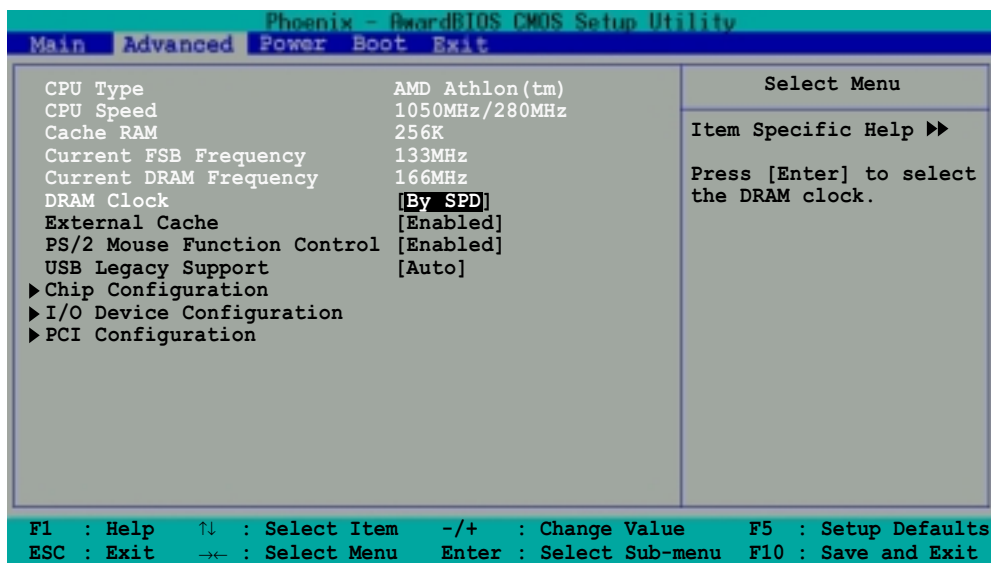 Phoenix - AwardBIOS CMOS Setup Utility
Main Advanced Power Boot Exit
CPU Type AMD Athlon(tm)
CPU Speed 1050MHz/280MHz
Cache RAM 256K
Current FSB Frequency 133MHz
Current DRAM Frequency 166MHz
DRAM Clock [By SPD]
External Cache [Enabled]
PS/2 Mouse Function Control [Enabled]
USB Legacy Support [Auto]
▶Chip Configuration
▶I/O Device Configuration
▶PCI Configuration
Select Menu
Item Specific Help ▶▶
Press [Enter] to select
the DRAM clock.
F1 : Help ↑↓ : Select Item -/+ : Change Value F5 : Setup Defaults
ESC : Exit →← : Select Menu Enter : Select Sub-menu F10 : Save and Exit